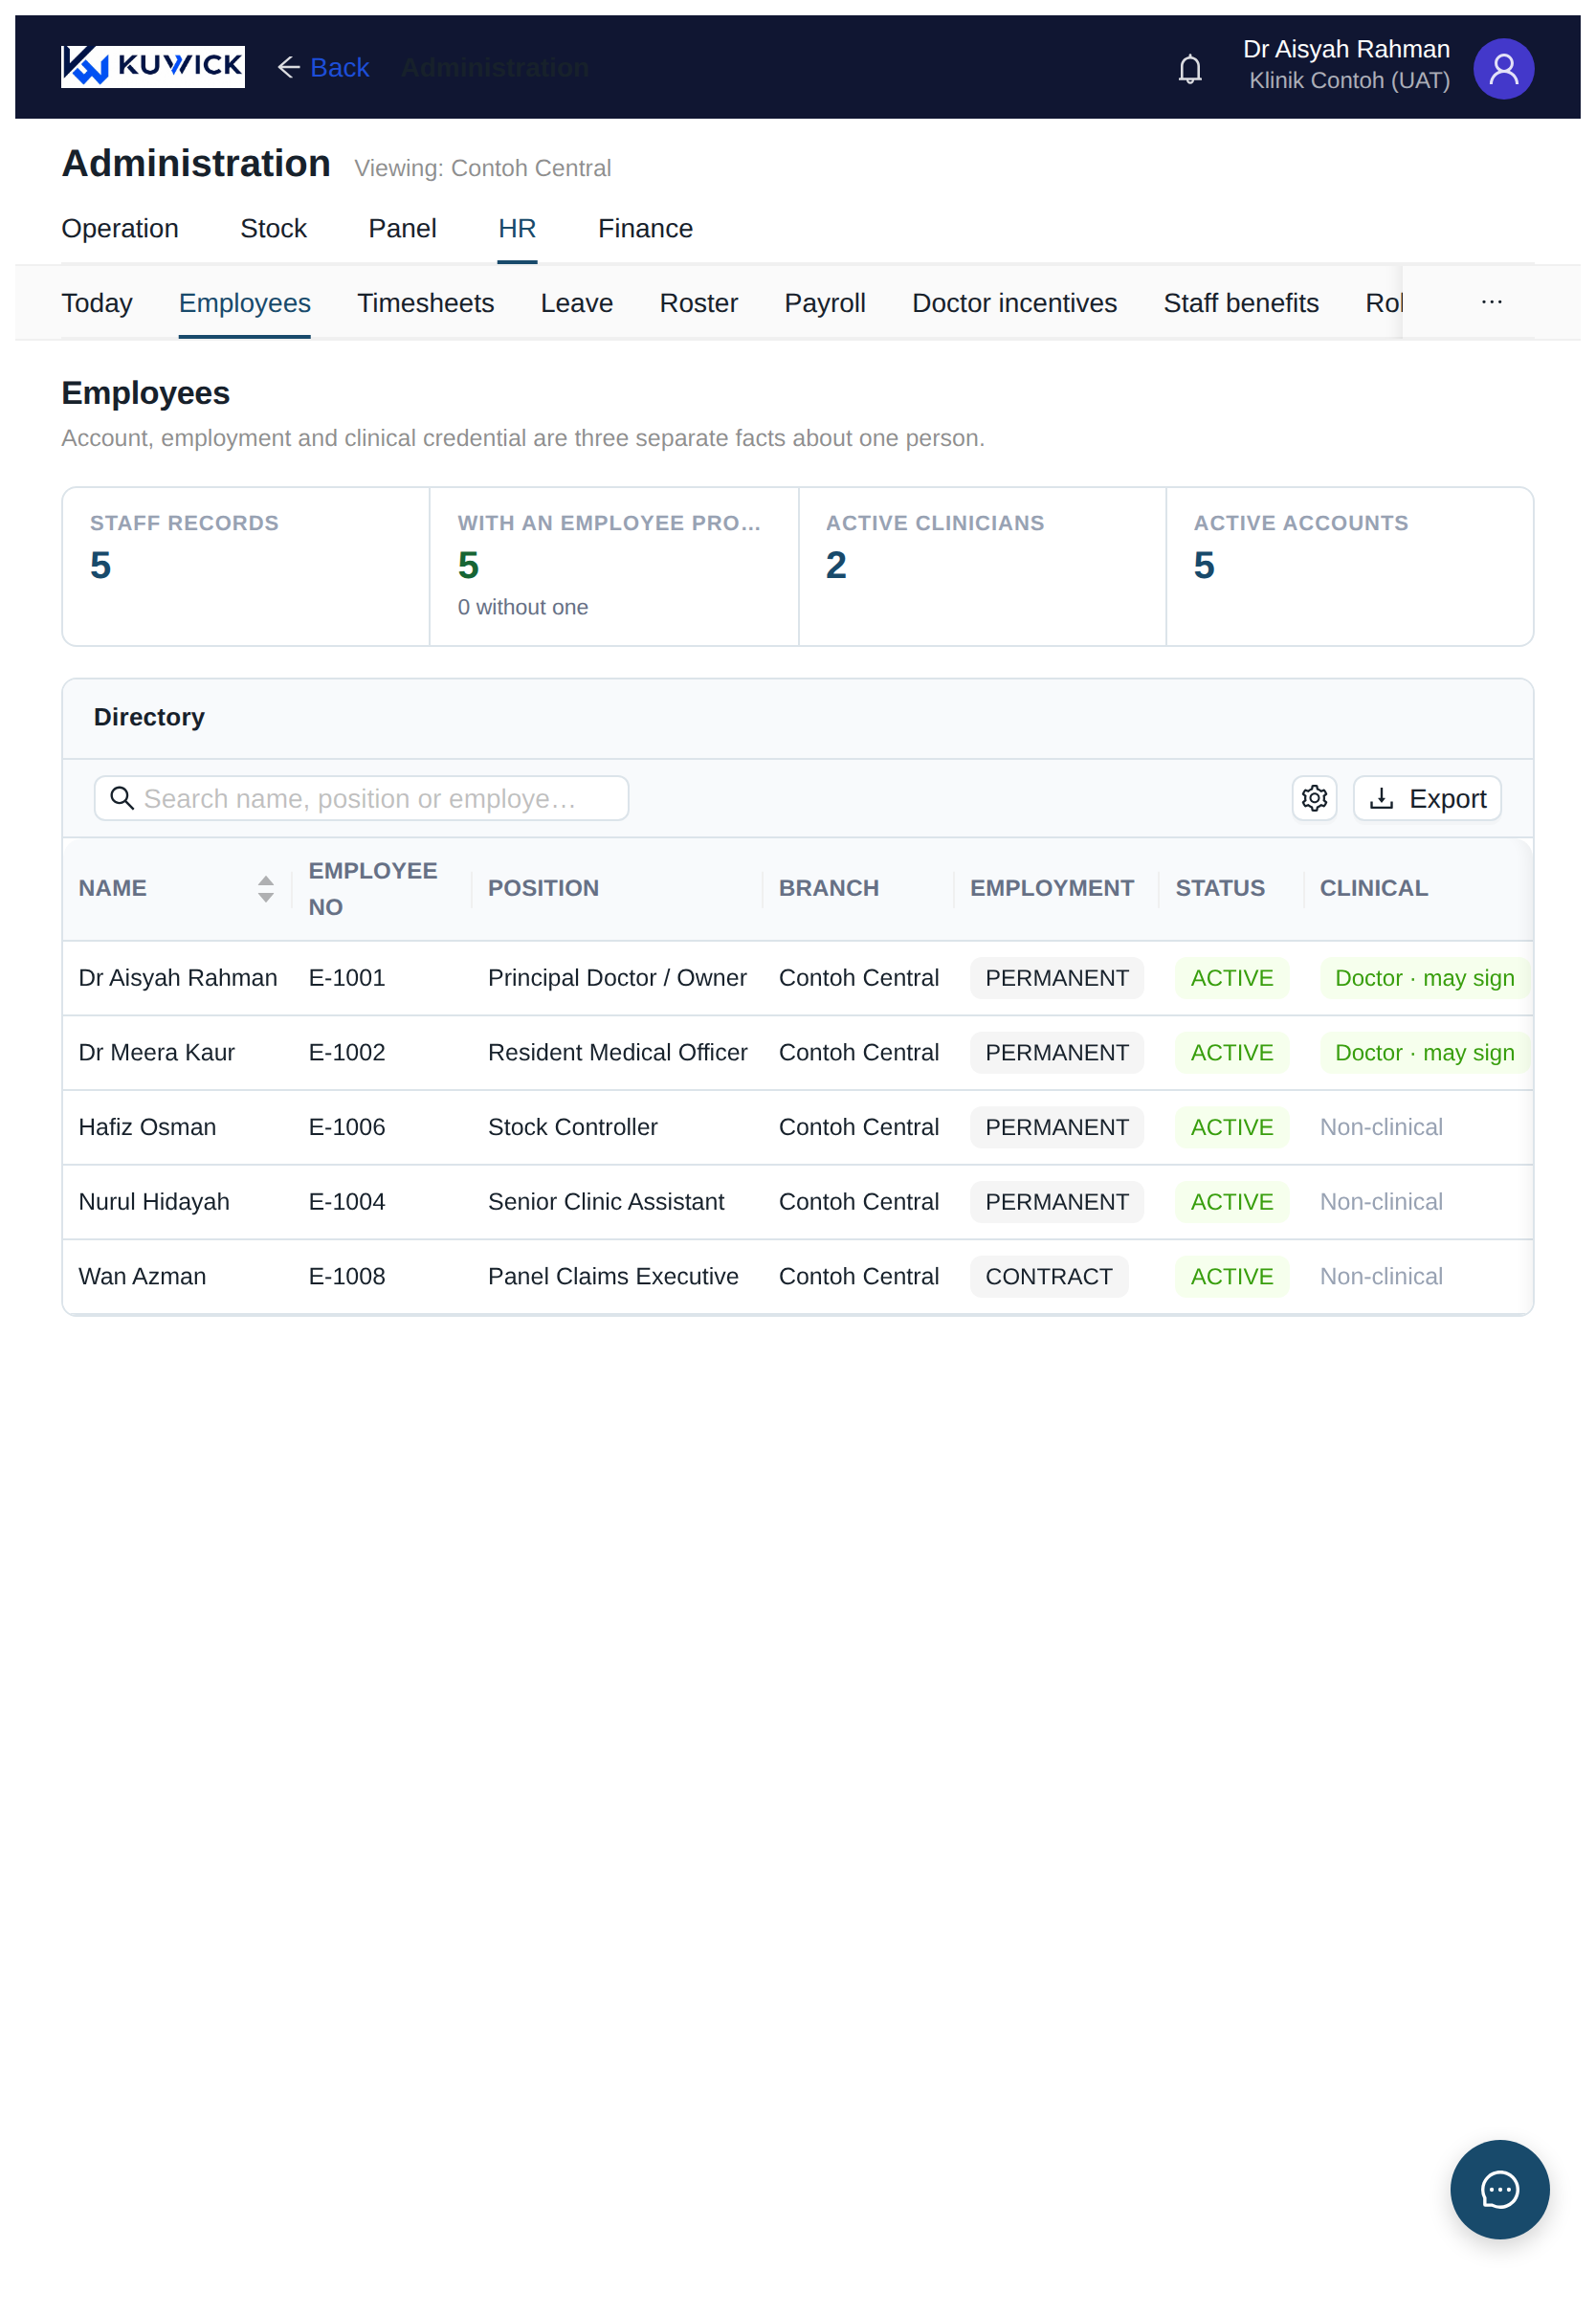 KUWICK
Back
Administration
Dr Aisyah Rahman
Klinik Contoh (UAT)
Administration
Viewing: Contoh Central
Operation Stock Panel HR Finance
Today Employees Timesheets Leave Roster Payroll Doctor incentives Staff benefits Rol ···
Employees
Account, employment and clinical credential are three separate facts about one person.
STAFF RECORDS
5
WITH AN EMPLOYEE PRO...
5
0 without one
ACTIVE CLINICIANS
2
ACTIVE ACCOUNTS
5
Directory
Search name, position or employe...
Export
NAME EMPLOYEE NO POSITION BRANCH EMPLOYMENT STATUS CLINICAL
Dr Aisyah Rahman E-1001 Principal Doctor / Owner Contoh Central PERMANENT ACTIVE Doctor · may sign
Dr Meera Kaur E-1002 Resident Medical Officer Contoh Central PERMANENT ACTIVE Doctor · may sign
Hafiz Osman E-1006 Stock Controller Contoh Central PERMANENT ACTIVE Non-clinical
Nurul Hidayah E-1004 Senior Clinic Assistant Contoh Central PERMANENT ACTIVE Non-clinical
Wan Azman E-1008 Panel Claims Executive Contoh Central CONTRACT ACTIVE Non-clinical